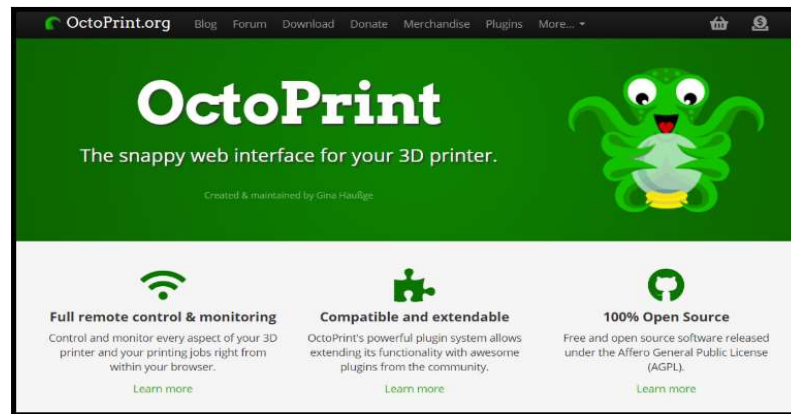 OctoPrint.org Blog Forum Download Donate Merchandise Plugins More...
OctoPrint
The snappy web interface for your 3D printer.
Created & maintained by Gina Häußge
Full remote control & monitoring
Control and monitor every aspect of your 3D
printer and your printing jobs right from
within your browser.
Learn more
Compatible and extendable
OctoPrint's powerful plugin system allows
extending its functionality with awesome
plugins from the community.
Learn more
100% Open Source
Free and open source software released
under the Affero General Public License
(AGPL).
Learn more